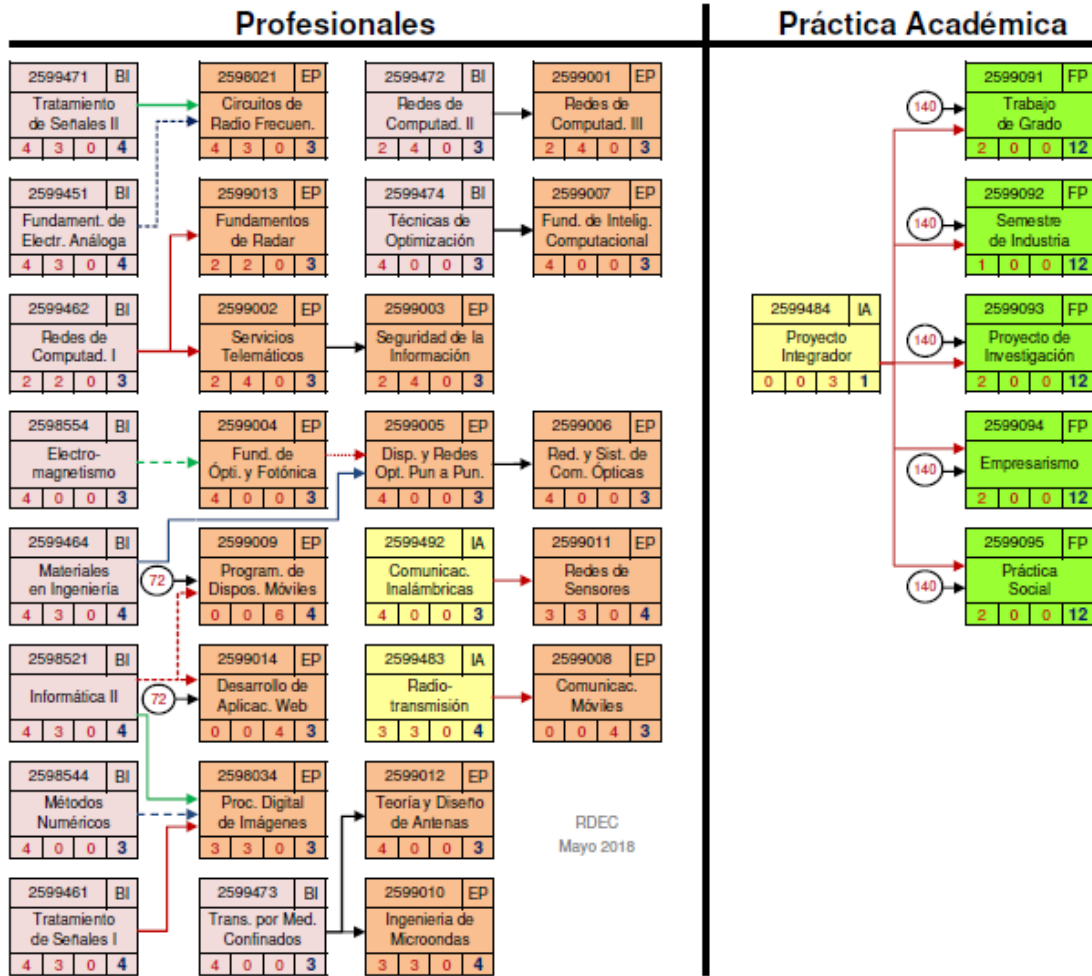 Profesionales
Práctica Académica
2599471 BI
Tratamiento
de Señales II
4 3 0 4
2598021 EP
Circuitos de
Radio Frecuen.
4 3 0 3
2599472 BI
Redes de
Computad. II
2 4 0 3
2599001 EP
Redes de
Computad. III
2 4 0 3
140
2599091 FP
Trabajo
de Grado
2 0 0 12
2599451 BI
Fundament. de
Electr. Análoga
4 3 0 4
2599013 EP
Fundamentos
de Radar
2 2 0 3
2599474 BI
Técnicas de
Optimización
4 0 0 3
2599007 EP
Fund. de Intelig.
Computacional
4 0 0 3
140
2599092 FP
Semestre
de Industria
1 0 0 12
2599462 BI
Redes de
Computad. I
2 2 0 3
2599002 EP
Servicios
Telemáticos
2 4 0 3
2599003 EP
Seguridad de la
Información
2 4 0 3
2599484 IA
Proyecto
Integrador
0 0 3 1
140
2599093 FP
Proyecto de
Investigación
2 0 0 12
2598554 BI
Electro-
magnetismo
4 0 0 3
2599004 EP
Fund. de
Ópti. y Fotónica
4 0 0 3
2599005 EP
Disp. y Redes
Opt. Pun a Pun.
4 0 0 3
2599006 EP
Red. y Sist. de
Com. Ópticas
4 0 0 3
140
2599094 FP
Empresarismo
2 0 0 12
2599464 BI
Materiales
en Ingeniería
4 3 0 4
72
2599009 EP
Program. de
Dispos. Móviles
0 0 6 4
2599492 IA
Comunicac.
Inalámbricas
4 0 0 3
2599011 EP
Redes de
Sensores
3 3 0 4
140
2599095 FP
Práctica
Social
2 0 0 12
2598521 BI
Informática II
4 3 0 4
72
2599014 EP
Desarrollo de
Aplicac. Web
0 0 4 3
2599483 IA
Radio-
transmisión
3 3 0 4
2599008 EP
Comunicac.
Móviles
0 0 4 3
2598544 BI
Métodos
Numéricos
4 0 0 3
2598034 EP
Proc. Digital
de Imágenes
3 3 0 3
2599012 EP
Teoría y Diseño
de Antenas
4 0 0 3
RDEC
Mayo 2018
2599461 BI
Tratamiento
de Señales I
4 3 0 4
2599473 BI
Trans. por Med.
Confinados
4 0 0 3
2599010 EP
Ingenieria de
Microondas
3 3 0 4